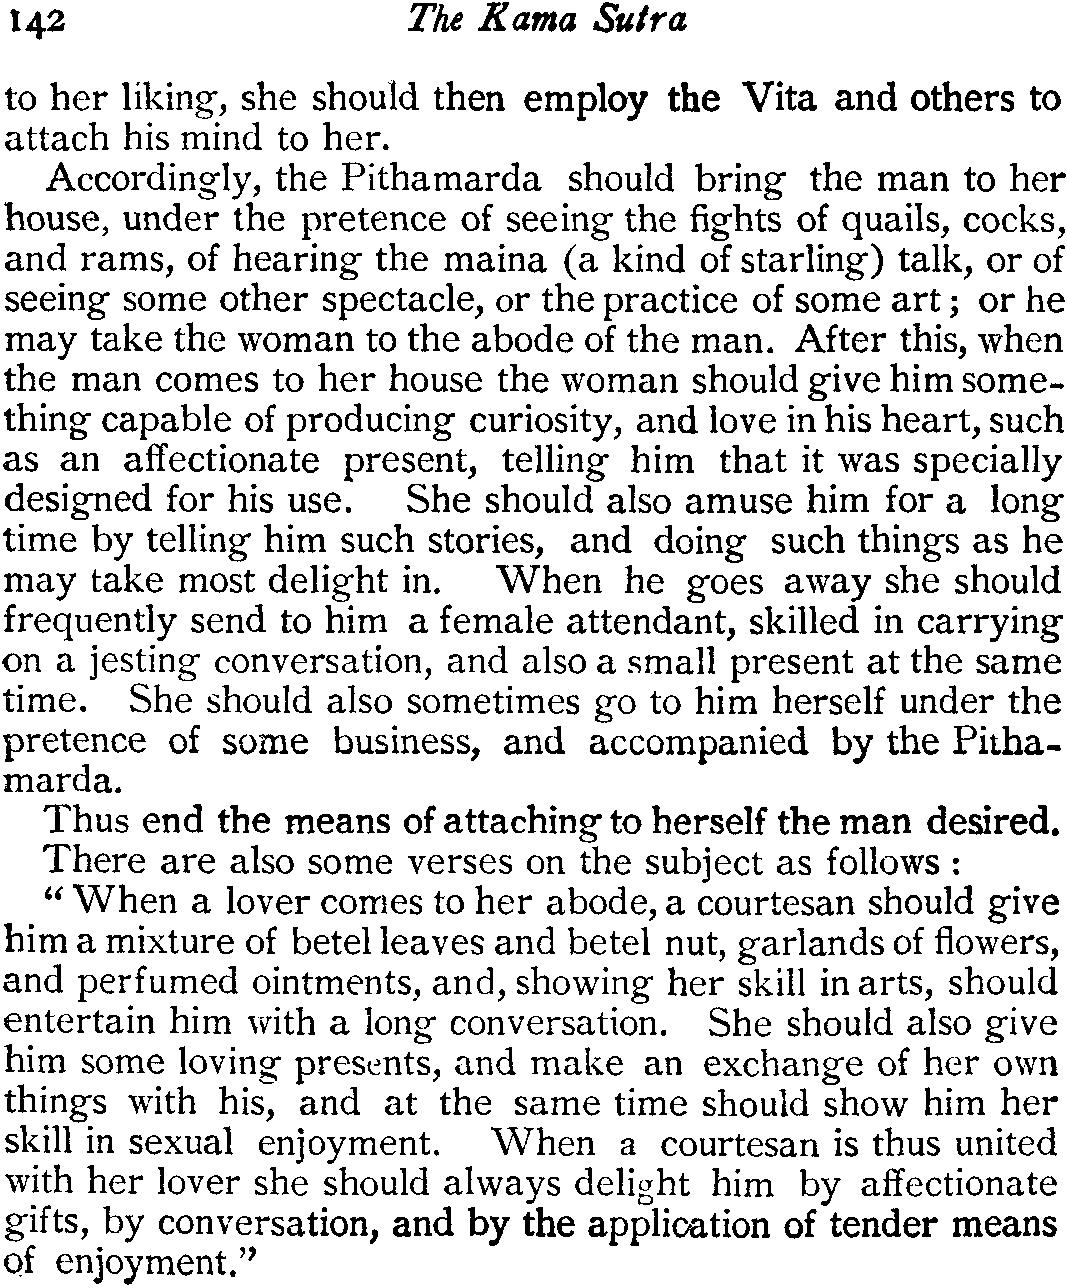 142 The Kama Sutra
to her liking, she should then employ the Vita and others to
attach his mind to her.
Accordingly, the Pithamarda should bring the man to her
house, under the pretence of seeing the fights of quails, cocks,
and rams, of hearing the maina (a kind of starling) talk, or of
seeing some other spectacle, or the practice of some art; or he
may take the woman to the abode of the man. After this, when
the man comes to her house the woman should give him some-
thing capable of producing curiosity, and love in his heart, such
as an affectionate present, telling him that it was specially
designed for his use. She should also amuse him for a long
time by telling him such stories, and doing such things as he
may take most delight in. When he goes away she should
frequently send to him a female attendant, skilled in carrying
on a jesting conversation, and also a small present at the same
time. She should also sometimes go to him herself under the
pretence of some business, and accompanied by the Pitha-
marda.
Thus end the means of attaching to herself the man desired.
There are also some verses on the subject as follows :
“ When a lover comes to her abode, a courtesan should give
him a mixture of betel leaves and betel nut, garlands of flowers,
and perfumed ointments, and, showing her skill in arts, should
entertain him with a long conversation. She should also give
him some loving presents, and make an exchange of her own
things with his, and at the same time should show him her
skill in sexual enjoyment. When a courtesan is thus united
with her lover she should always delight him by affectionate
gifts, by conversation, and by the application of tender means
of enjoyment.”